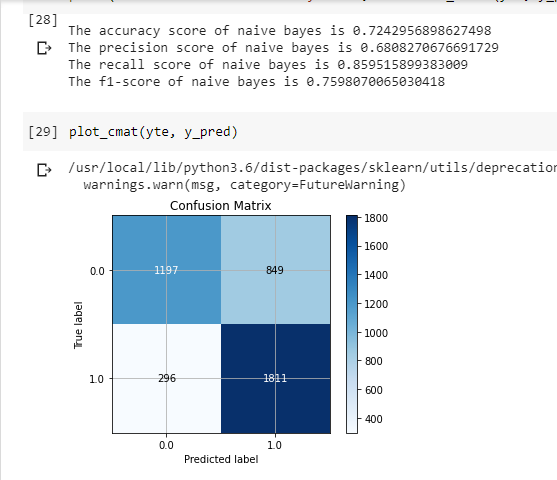 [28]
The accuracy score of naive bayes is 0.7242956898627498
The precision score of naive bayes is 0.6808270676691729
The recall score of naive bayes is 0.859515899383009
The f1-score of naive bayes is 0.7598070065030418
[29] plot_cmat(yte, y_pred)
/usr/local/lib/python3.6/dist-packages/sklearn/utils/deprecation
warnings.warn(msg, category=FutureWarning)
Confusion Matrix
1800
1600
1400
1200
1000
800
600
400
0.0
1197
849
True label
1.0
296
1811
0.0
1.0
Predicted label